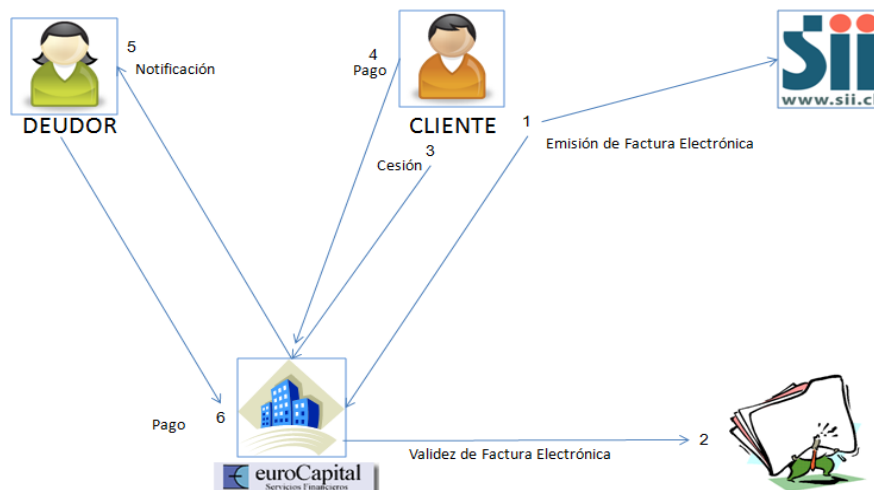 5
Notificación
4
Pago
Sii
www.sii.cl
DEUDOR
CLIENTE
1
Emisión de Factura Electrónica
3
Cesión
Pago
6
Validez de Factura Electrónica
2
euroCapital
Servicios Financieros